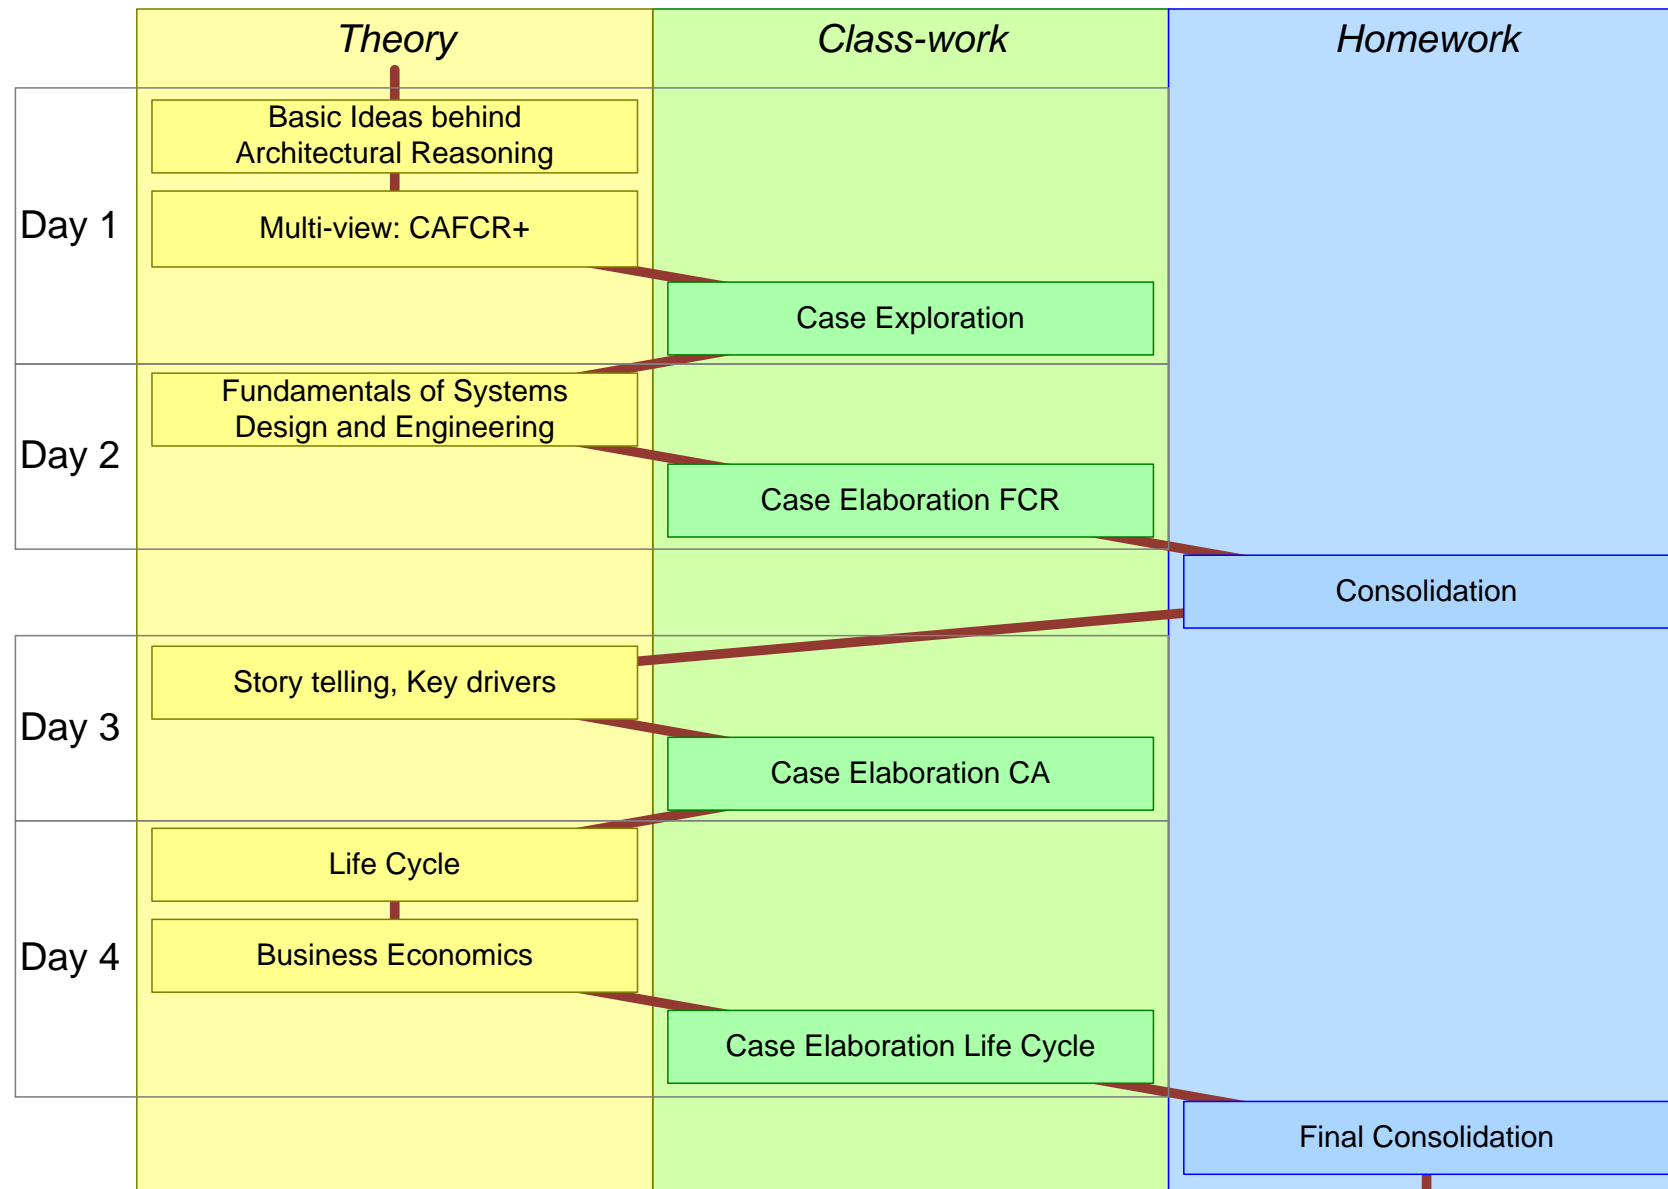 Theory
Class-work
Homework
Day 1
Basic Ideas behind
Architectural Reasoning
Multi-view: CAFCR+
Case Exploration
Day 2
Fundamentals of Systems
Design and Engineering
Case Elaboration FCR
Consolidation
Day 3
Story telling, Key drivers
Case Elaboration CA
Day 4
Life Cycle
Business Economics
Case Elaboration Life Cycle
Final Consolidation